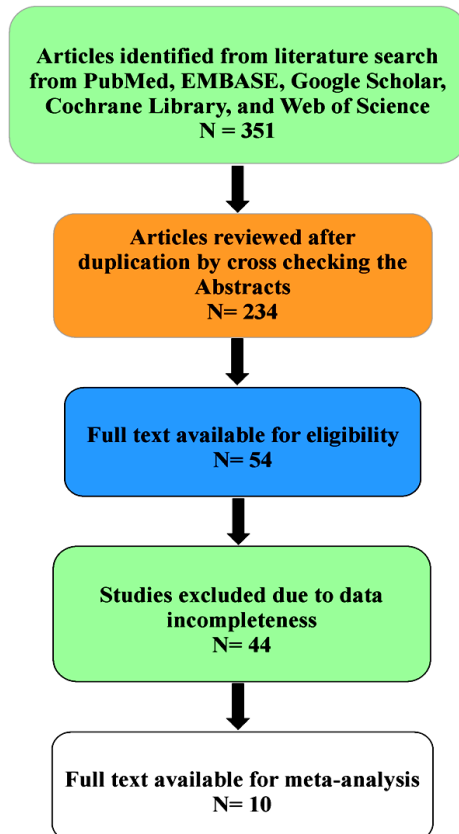 Articles identified from literature search
from PubMed, EMBASE, Google Scholar,
Cochrane Library, and Web of Science
N = 351
Articles reviewed after
duplication by cross checking the
Abstracts
N= 234
Full text available for eligibility
N= 54
Studies excluded due to data
incompleteness
N= 44
Full text available for meta-analysis
N= 10